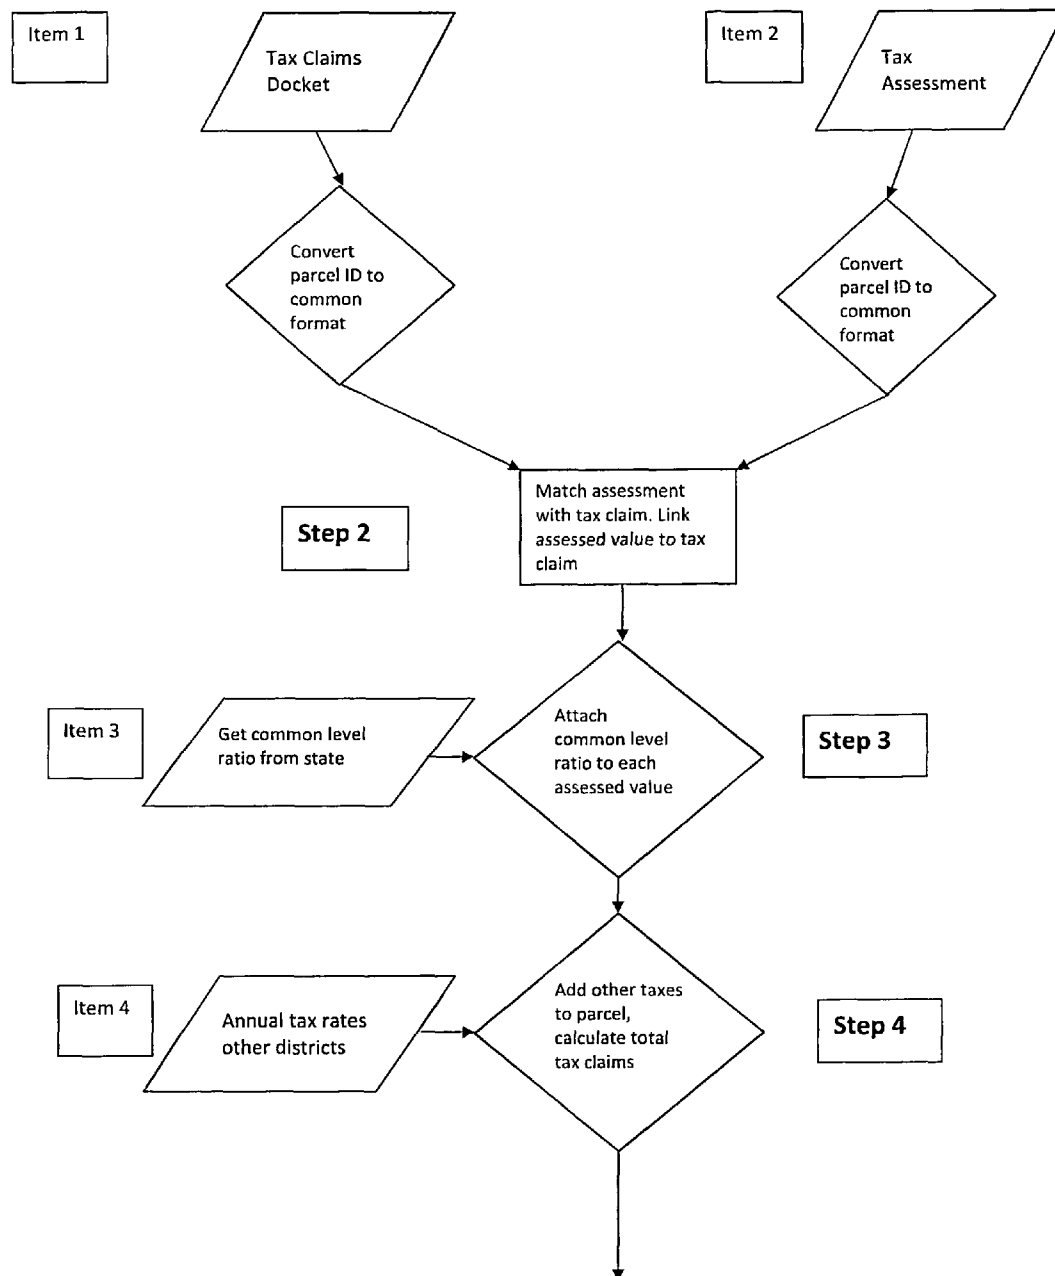 Item 1
Tax Claims
Docket
Item 2
Tax
Assessment
Convert
parcel ID to
common
format
Convert
parcel ID to
common
format
Match assessment
with tax claim. Link
assessed value to tax
claim
Step 2
Item 3
Get common level
ratio from state
Attach
common level
ratio to each
assessed value
Step 3
Item 4
Annual tax rates
other districts
Add other taxes
to parcel,
calculate total
tax claims
Step 4